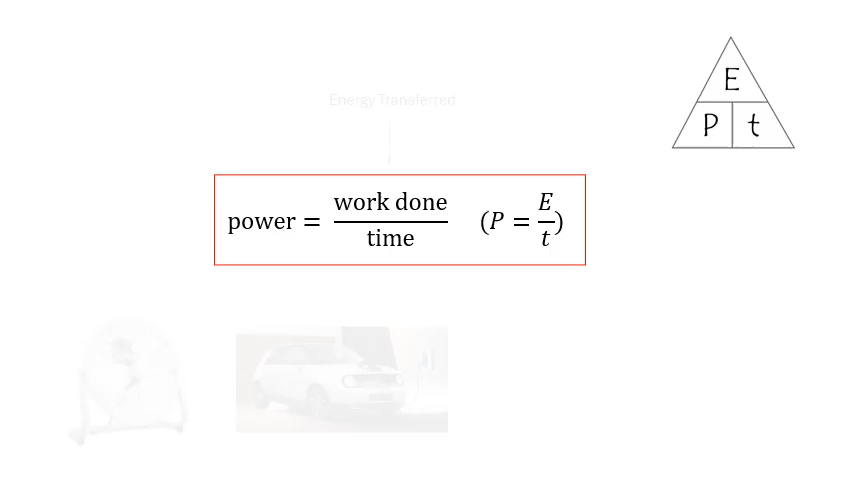 Energy Transferred
E
P t
power = work done / time (P = E / t)